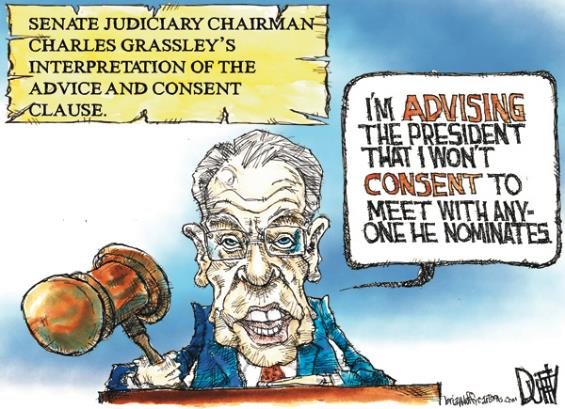 SENATE JUDICIARY CHAIRMAN
CHARLES GRASSLEY'S
INTERPRETATION OF THE
ADVICE AND CONSENT
CLAUSE.
I'M ADVISING
THE PRESIDENT
THAT I WON'T
CONSENT TO
MEET WITH ANY-
ONE HE NOMINATES.
DUFFY